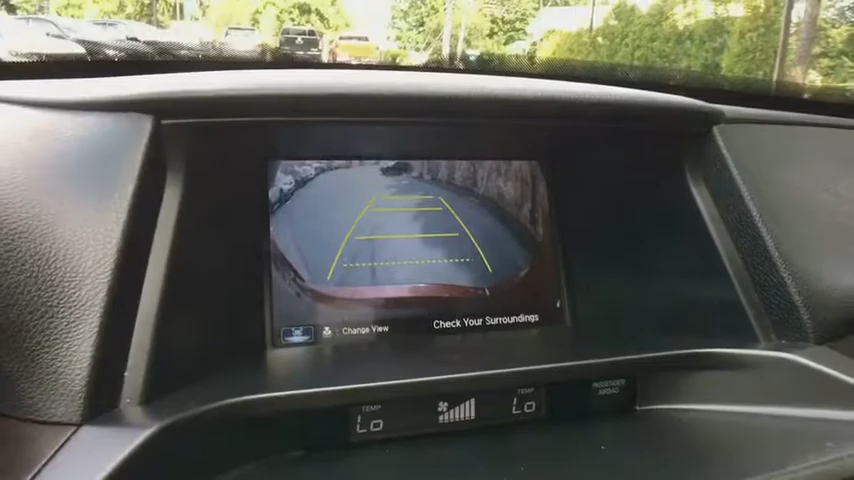 Change View
Check Your Surroundings
TEMP
Lo
TEMP
Lo
PASSENGER
AIRBAG